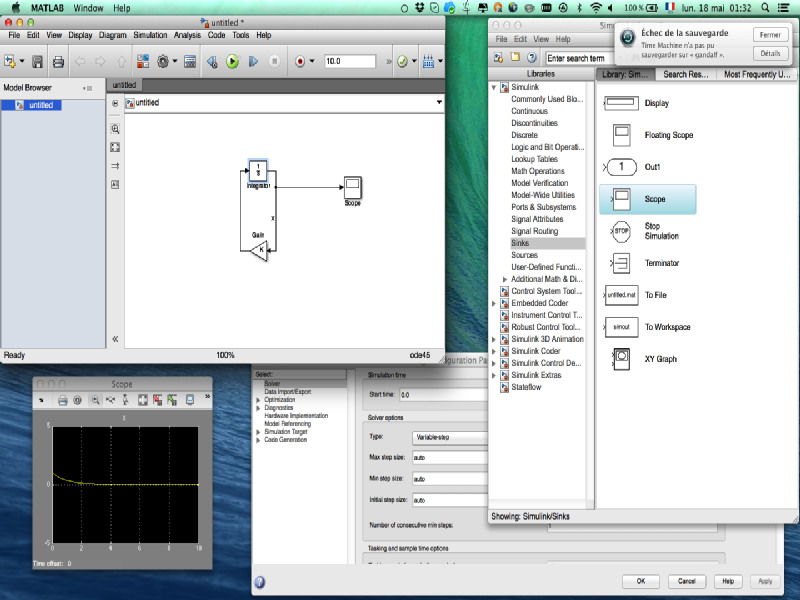 MATLAB Window Help
100 % lun. 18 mai 01:32
untitled *
File Edit View Display Diagram Simulation Analysis Code Tools Help
10.0
Model Browser
untitled
untitled
untitled
1
s
Integrator
Scope
x
Gain
K
Ready 100% ode45
Scope
x
5
0
-5
0 2 4 6 8 10
Time offset: 0
Select:
Solver
Data Import/Export
Optimization
Diagnostics
Hardware Implementation
Model Referencing
Simulation Target
Code Generation
Simulation time
Start time: 0.0
Solver options
Type: Variable-step
Max step size: auto
Min step size: auto
Initial step size: auto
Number of consecutive min steps:
Tasking and sample time options
OK Cancel Help Apply
File Edit View Help
Enter search term
Libraries
Simulink
Commonly Used Blo...
Continuous
Discontinuities
Discrete
Logic and Bit Operati...
Lookup Tables
Math Operations
Model Verification
Model-Wide Utilities
Ports & Subsystems
Signal Attributes
Signal Routing
Sinks
Sources
User-Defined Functi...
Additional Math & Di...
Control System Tool...
Embedded Coder
Instrument Control T...
Robust Control Tool...
Simulink 3D Animation
Simulink Coder
Simulink Control De...
Simulink Extras
Stateflow
Library: Sim... Search Res... Most Frequently U...
Display
Floating Scope
1 Out1
Scope
STOP Stop
Simulation
Terminator
untitled.mat To File
simout To Workspace
XY Graph
Showing: Simulink/Sinks
Échec de la sauvegarde
Time Machine n'a pas pu
sauvegarder sur « gandalf ».
Fermer
Détails